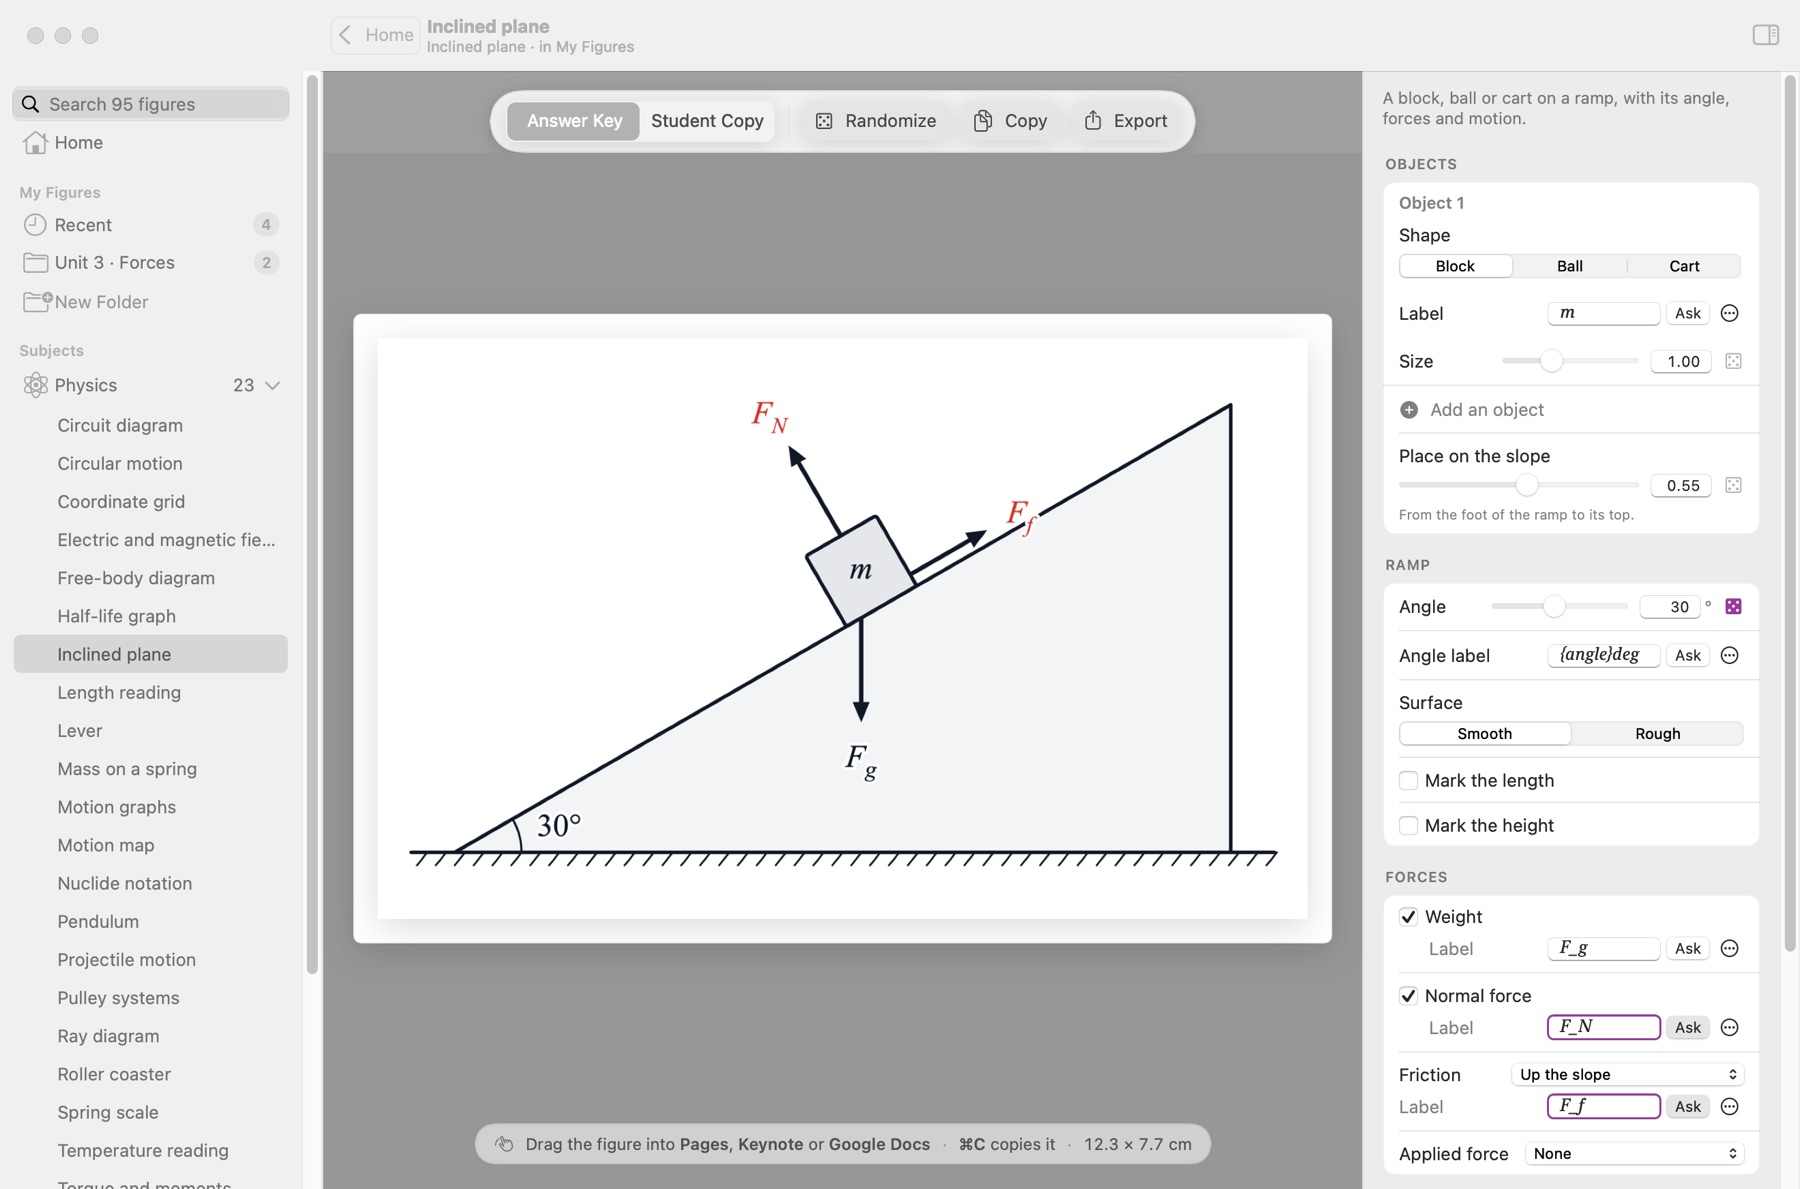 Home
Inclined plane
Inclined plane · in My Figures
Search 95 figures
Home
My Figures
Recent 4
Unit 3 · Forces 2
New Folder
Subjects
Physics 23
Circuit diagram
Circular motion
Coordinate grid
Electric and magnetic fie...
Free-body diagram
Half-life graph
Inclined plane
Length reading
Lever
Mass on a spring
Motion graphs
Motion map
Nuclide notation
Pendulum
Projectile motion
Pulley systems
Ray diagram
Roller coaster
Spring scale
Temperature reading
Torque and moments
Answer Key Student Copy Randomize Copy Export
F_N
F_f
m
F_g
30°
Drag the figure into Pages, Keynote or Google Docs · ⌘C copies it · 12.3 × 7.7 cm
A block, ball or cart on a ramp, with its angle,
forces and motion.
OBJECTS
Object 1
Shape
Block Ball Cart
Label m Ask
Size 1.00
Add an object
Place on the slope
0.55
From the foot of the ramp to its top.
RAMP
Angle 30 °
Angle label {angle}deg Ask
Surface
Smooth Rough
Mark the length
Mark the height
FORCES
Weight
Label F_g Ask
Normal force
Label F_N Ask
Friction Up the slope
Label F_f Ask
Applied force None